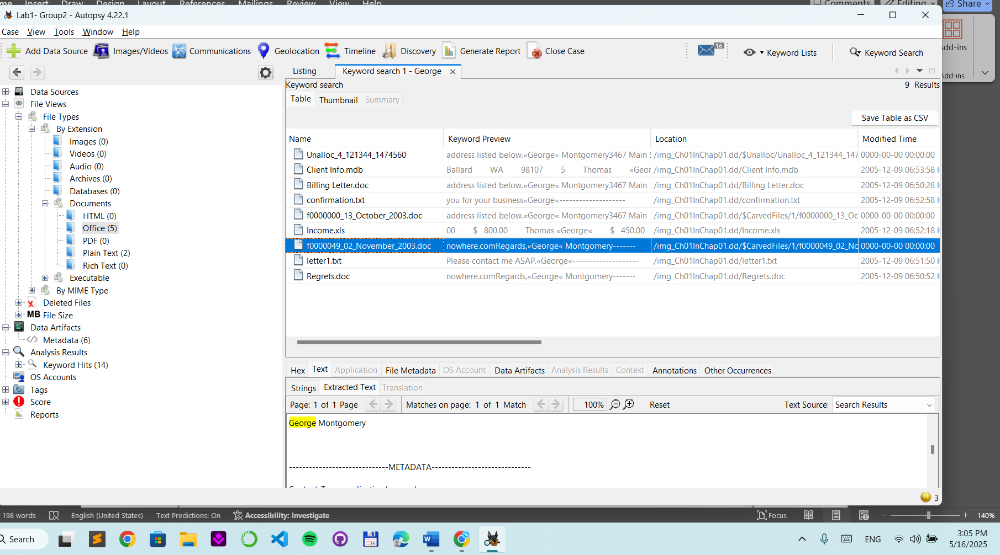 me Insert Draw Design Layout References Mailings Review View Help Comments Editing Share
Lab1- Group2 - Autopsy 4.22.1
Case View Tools Window Help
Add Data Source Images/Videos Communications Geolocation Timeline Discovery Generate Report Close Case 16 Keyword Lists Keyword Search
Add-ins
Add-ins
Listing Keyword search 1 - George
Keyword search 9 Results
Table Thumbnail Summary
Save Table as CSV
Name Keyword Preview Location Modified Time
Unalloc_4_121344_1474560 address listed below.«George« Montgomery3467 Main S /img_Ch01InChap01.dd/$Unalloc/Unalloc_4_121344_147 0000-00-00 00:00:00
Client Info.mdb Ballard WA 98107 5 Thomas «Geor /img_Ch01InChap01.dd/Client Info.mdb 2005-12-09 06:53:58 I
Billing Letter.doc address listed below.«George« Montgomery3467 Main /img_Ch01InChap01.dd/Billing Letter.doc 2005-12-09 06:50:28 I
confirmation.txt you for your business«George«-------------------- /img_Ch01InChap01.dd/confirmation.txt 2005-12-09 06:52:58 I
f0000000_13_October_2003.doc address listed below.«George« Montgomery3467 Main /img_Ch01InChap01.dd/$CarvedFiles/1/f0000000_13_Oc 0000-00-00 00:00:00
Income.xls 00 $ 800.00 Thomas «George« $ 450.00 /img_Ch01InChap01.dd/Income.xls 2005-12-09 06:52:18 I
f0000049_02_November_2003.doc nowhere.comRegards,«George« Montgomery------- /img_Ch01InChap01.dd/$CarvedFiles/1/f0000049_02_No 0000-00-00 00:00:00
letter1.txt Please contact me ASAP.«George«-------------------- /img_Ch01InChap01.dd/letter1.txt 2005-12-09 06:51:50 I
Regrets.doc nowhere.comRegards,«George« Montgomery------- /img_Ch01InChap01.dd/Regrets.doc 2005-12-09 06:50:52 I
Data Sources
File Views
File Types
By Extension
Images (0)
Videos (0)
Audio (0)
Archives (0)
Databases (0)
Documents
HTML (0)
Office (5)
PDF (0)
Plain Text (2)
Rich Text (0)
Executable
By MIME Type
Deleted Files
MB File Size
Data Artifacts
Metadata (6)
Analysis Results
Keyword Hits (14)
OS Accounts
Tags
Score
Reports
Hex Text Application File Metadata OS Account Data Artifacts Analysis Results Context Annotations Other Occurrences
Strings Extracted Text Translation
Page: 1 of 1 Page Matches on page: 1 of 1 Match 100% Reset Text Source: Search Results
George Montgomery
------------------------------METADATA------------------------------
3
198 words English (United States) Text Predictions: On Accessibility: Investigate Focus 140%
Search 64 ENG 3:05 PM
5/16/2025